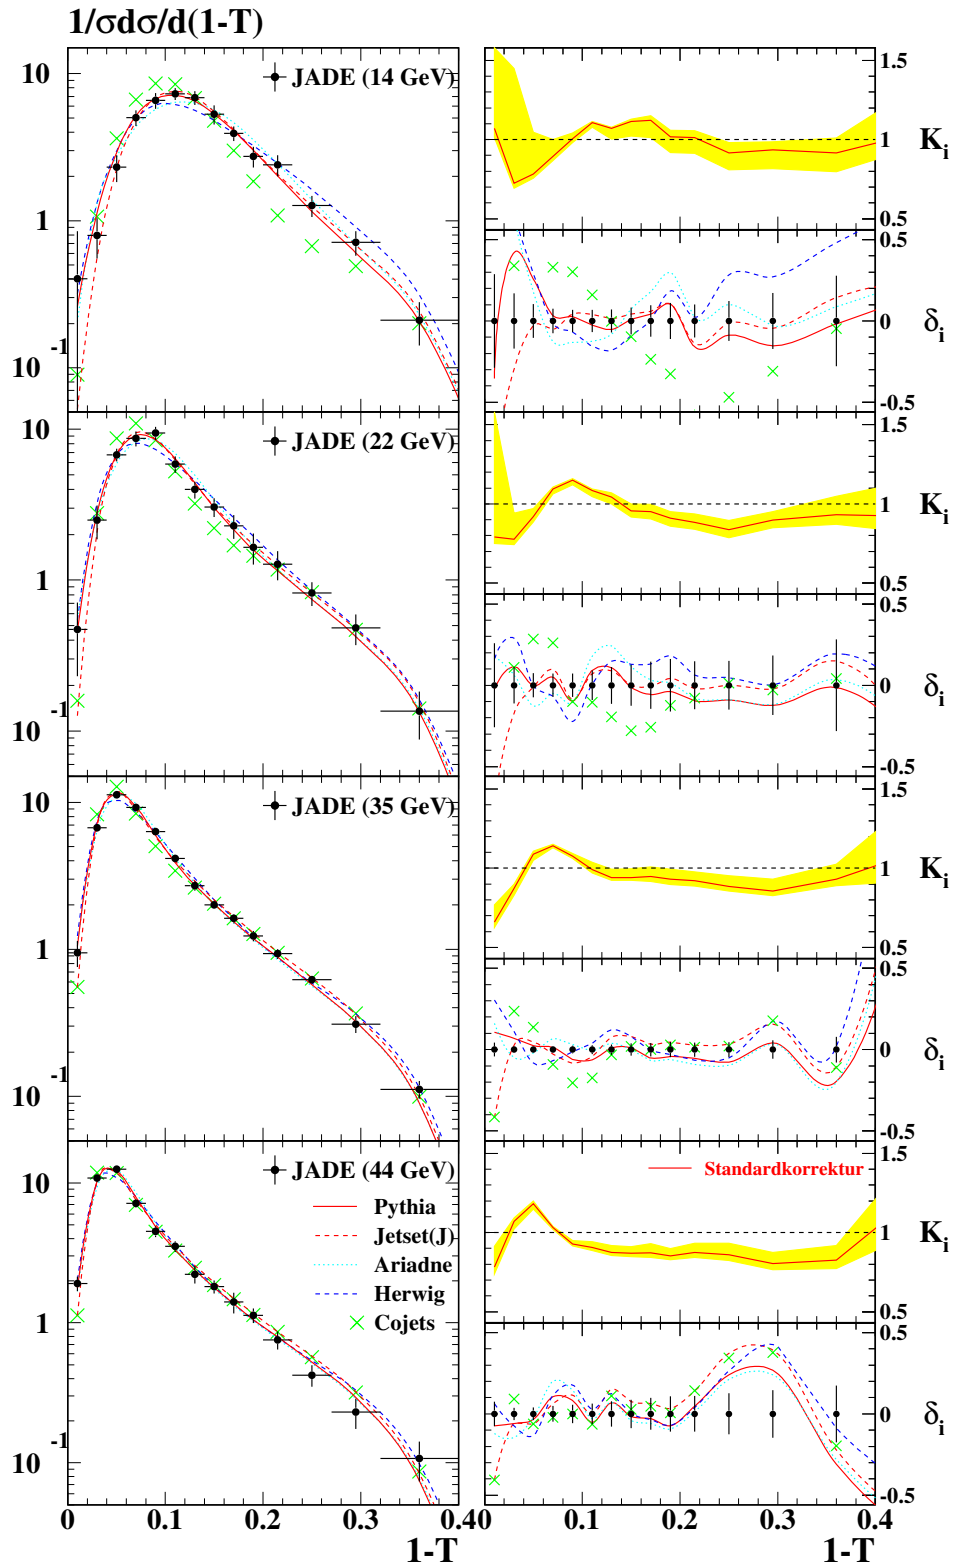 1/σdσ/d(1-T)
10
1
10 -1
JADE (14 GeV)
1.5
1
0.5
K_i
0.5
0
-0.5
δ_i
10
1
10 -1
JADE (22 GeV)
1.5
1
0.5
K_i
0.5
0
-0.5
δ_i
10
1
10 -1
JADE (35 GeV)
1.5
1
0.5
K_i
0.5
0
-0.5
δ_i
10
1
10 -1
JADE (44 GeV)
Pythia
Jetset(J)
Ariadne
Herwig
Cojets
0 0.1 0.2 0.3 0.4
1-T
Standardkorrektur
1.5
1
0.5
K_i
0.5
0
-0.5
δ_i
0 0.1 0.2 0.3 0.4
1-T